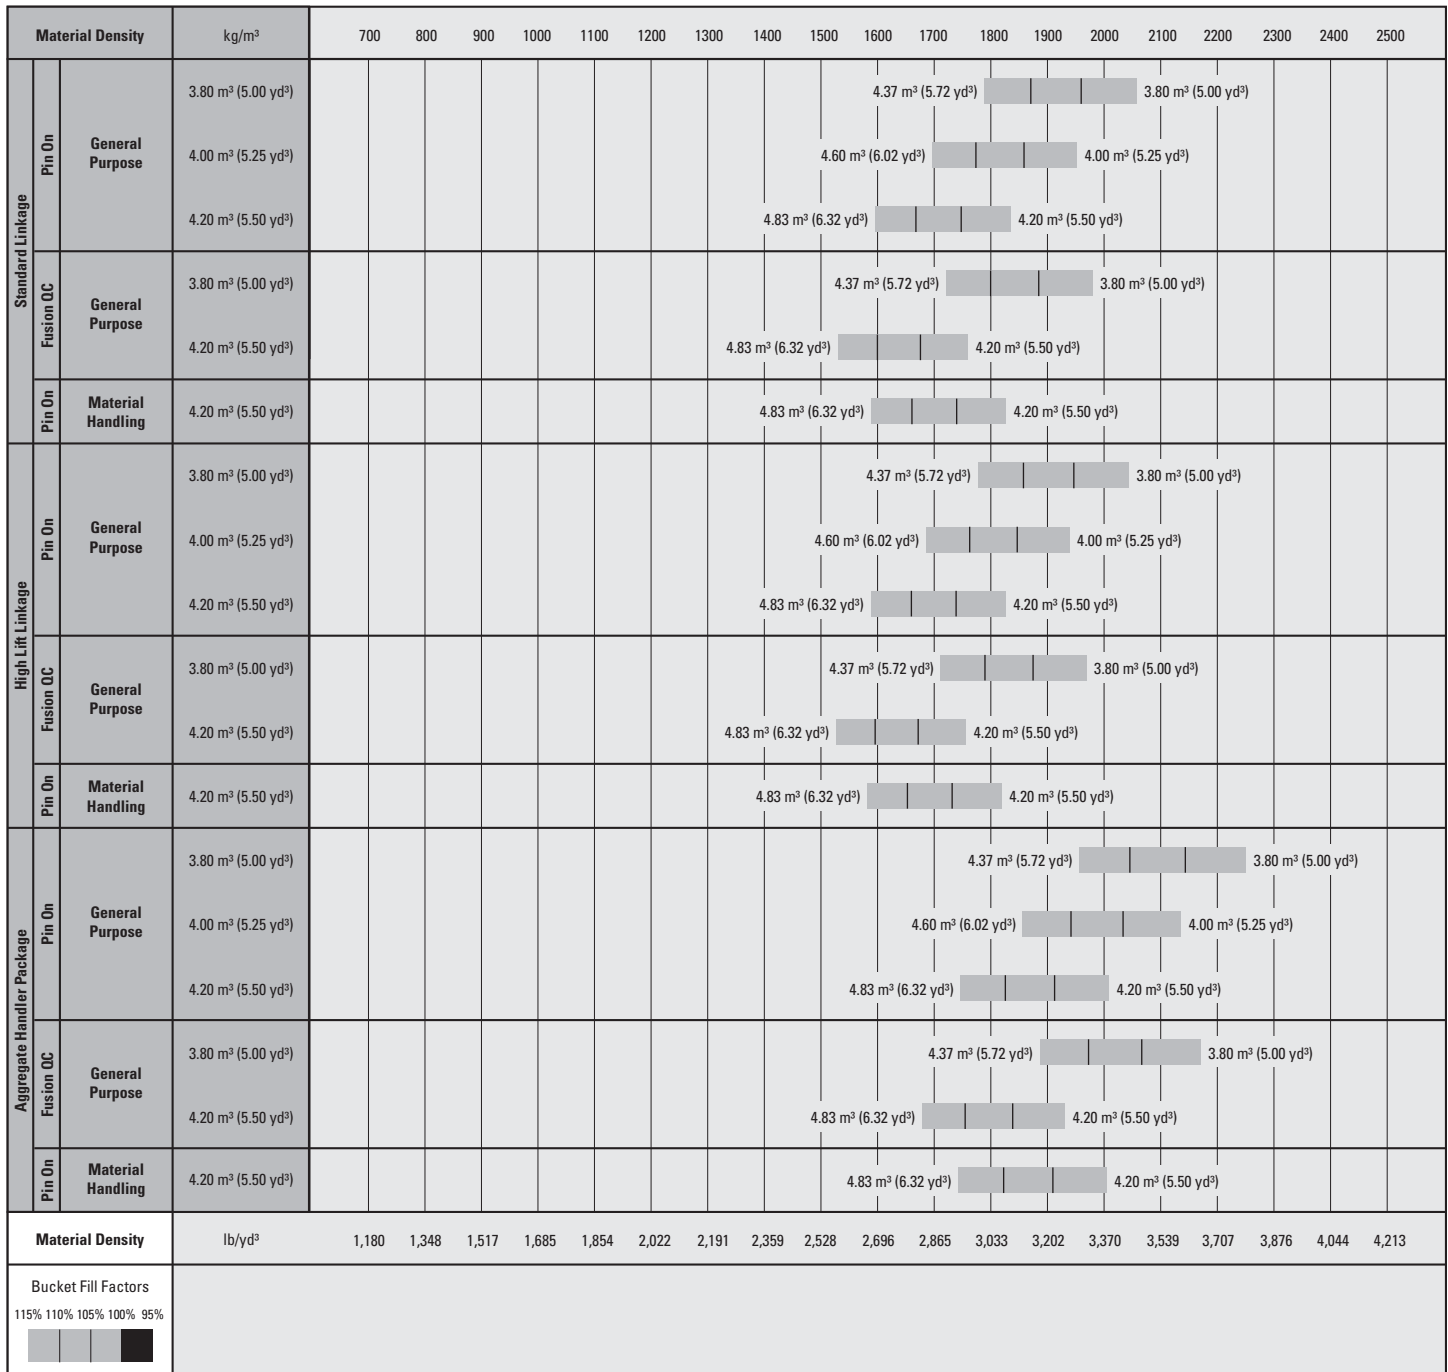 Material Density kg/m³ 700 800 900 1000 1100 1200 1300 1400 1500 1600 1700 1800 1900 2000 2100 2200 2300 2400 2500
Standard Linkage
Pin On
General
Purpose
3.80 m³ (5.00 yd³) 4.37 m³ (5.72 yd³) 3.80 m³ (5.00 yd³)
4.00 m³ (5.25 yd³) 4.60 m³ (6.02 yd³) 4.00 m³ (5.25 yd³)
4.20 m³ (5.50 yd³) 4.83 m³ (6.32 yd³) 4.20 m³ (5.50 yd³)
Fusion QC
General
Purpose
3.80 m³ (5.00 yd³) 4.37 m³ (5.72 yd³) 3.80 m³ (5.00 yd³)
4.20 m³ (5.50 yd³) 4.83 m³ (6.32 yd³) 4.20 m³ (5.50 yd³)
Pin On
Material
Handling
4.20 m³ (5.50 yd³) 4.83 m³ (6.32 yd³) 4.20 m³ (5.50 yd³)
High Lift Linkage
Pin On
General
Purpose
3.80 m³ (5.00 yd³) 4.37 m³ (5.72 yd³) 3.80 m³ (5.00 yd³)
4.00 m³ (5.25 yd³) 4.60 m³ (6.02 yd³) 4.00 m³ (5.25 yd³)
4.20 m³ (5.50 yd³) 4.83 m³ (6.32 yd³) 4.20 m³ (5.50 yd³)
Fusion QC
General
Purpose
3.80 m³ (5.00 yd³) 4.37 m³ (5.72 yd³) 3.80 m³ (5.00 yd³)
4.20 m³ (5.50 yd³) 4.83 m³ (6.32 yd³) 4.20 m³ (5.50 yd³)
Pin On
Material
Handling
4.20 m³ (5.50 yd³) 4.83 m³ (6.32 yd³) 4.20 m³ (5.50 yd³)
Aggregate Handler Package
Pin On
General
Purpose
3.80 m³ (5.00 yd³) 4.37 m³ (5.72 yd³) 3.80 m³ (5.00 yd³)
4.00 m³ (5.25 yd³) 4.60 m³ (6.02 yd³) 4.00 m³ (5.25 yd³)
4.20 m³ (5.50 yd³) 4.83 m³ (6.32 yd³) 4.20 m³ (5.50 yd³)
Fusion QC
General
Purpose
3.80 m³ (5.00 yd³) 4.37 m³ (5.72 yd³) 3.80 m³ (5.00 yd³)
4.20 m³ (5.50 yd³) 4.83 m³ (6.32 yd³) 4.20 m³ (5.50 yd³)
Pin On
Material
Handling
4.20 m³ (5.50 yd³) 4.83 m³ (6.32 yd³) 4.20 m³ (5.50 yd³)
Material Density lb/yd³ 1,180 1,348 1,517 1,685 1,854 2,022 2,191 2,359 2,528 2,696 2,865 3,033 3,202 3,370 3,539 3,707 3,876 4,044 4,213
Bucket Fill Factors
115% 110% 105% 100% 95%